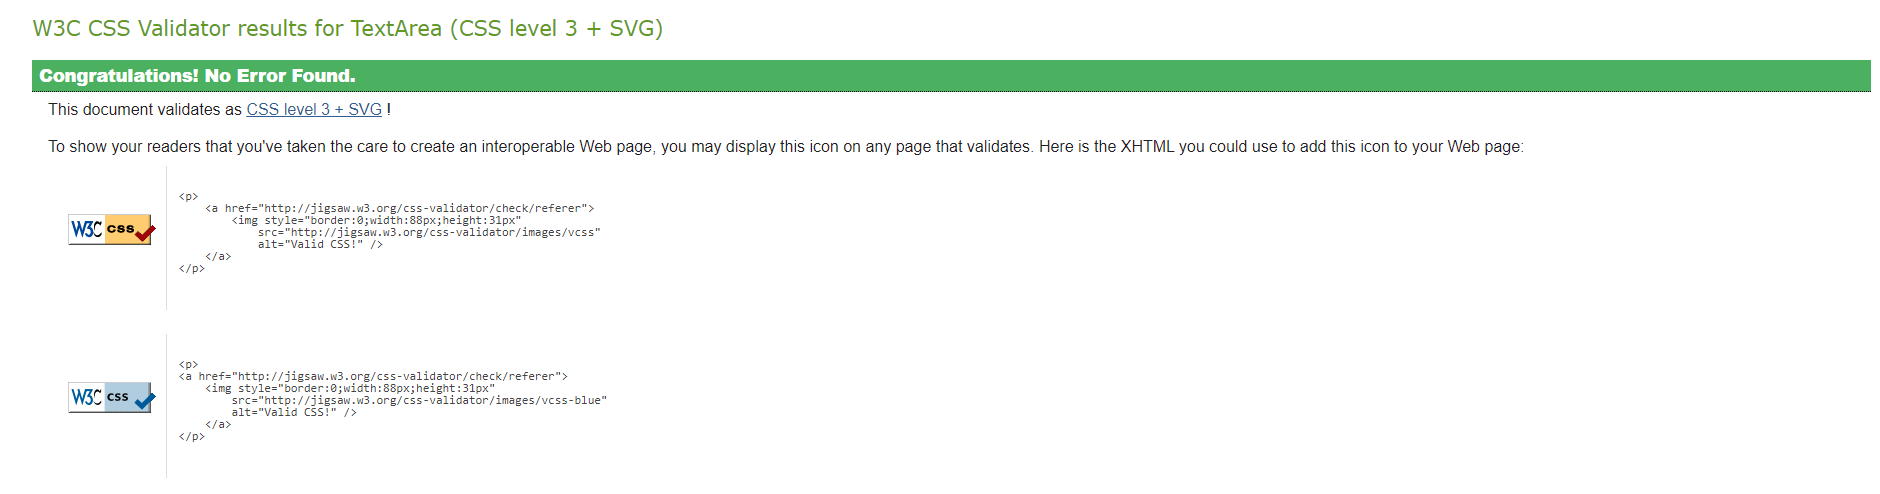 W3C CSS Validator results for TextArea (CSS level 3 + SVG)
Congratulations! No Error Found.
This document validates as CSS level 3 + SVG !
To show your readers that you've taken the care to create an interoperable Web page, you may display this icon on any page that validates. Here is the XHTML you could use to add this icon to your Web page:
W3C css
<p>
<a href="http://jigsaw.w3.org/css-validator/check/referer">
<img style="border:0;width:88px;height:31px"
src="http://jigsaw.w3.org/css-validator/images/vcss"
alt="Valid CSS!" />
</a>
</p>
W3C css
<p>
<a href="http://jigsaw.w3.org/css-validator/check/referer">
<img style="border:0;width:88px;height:31px"
src="http://jigsaw.w3.org/css-validator/images/vcss-blue"
alt="Valid CSS!" />
</a>
</p>